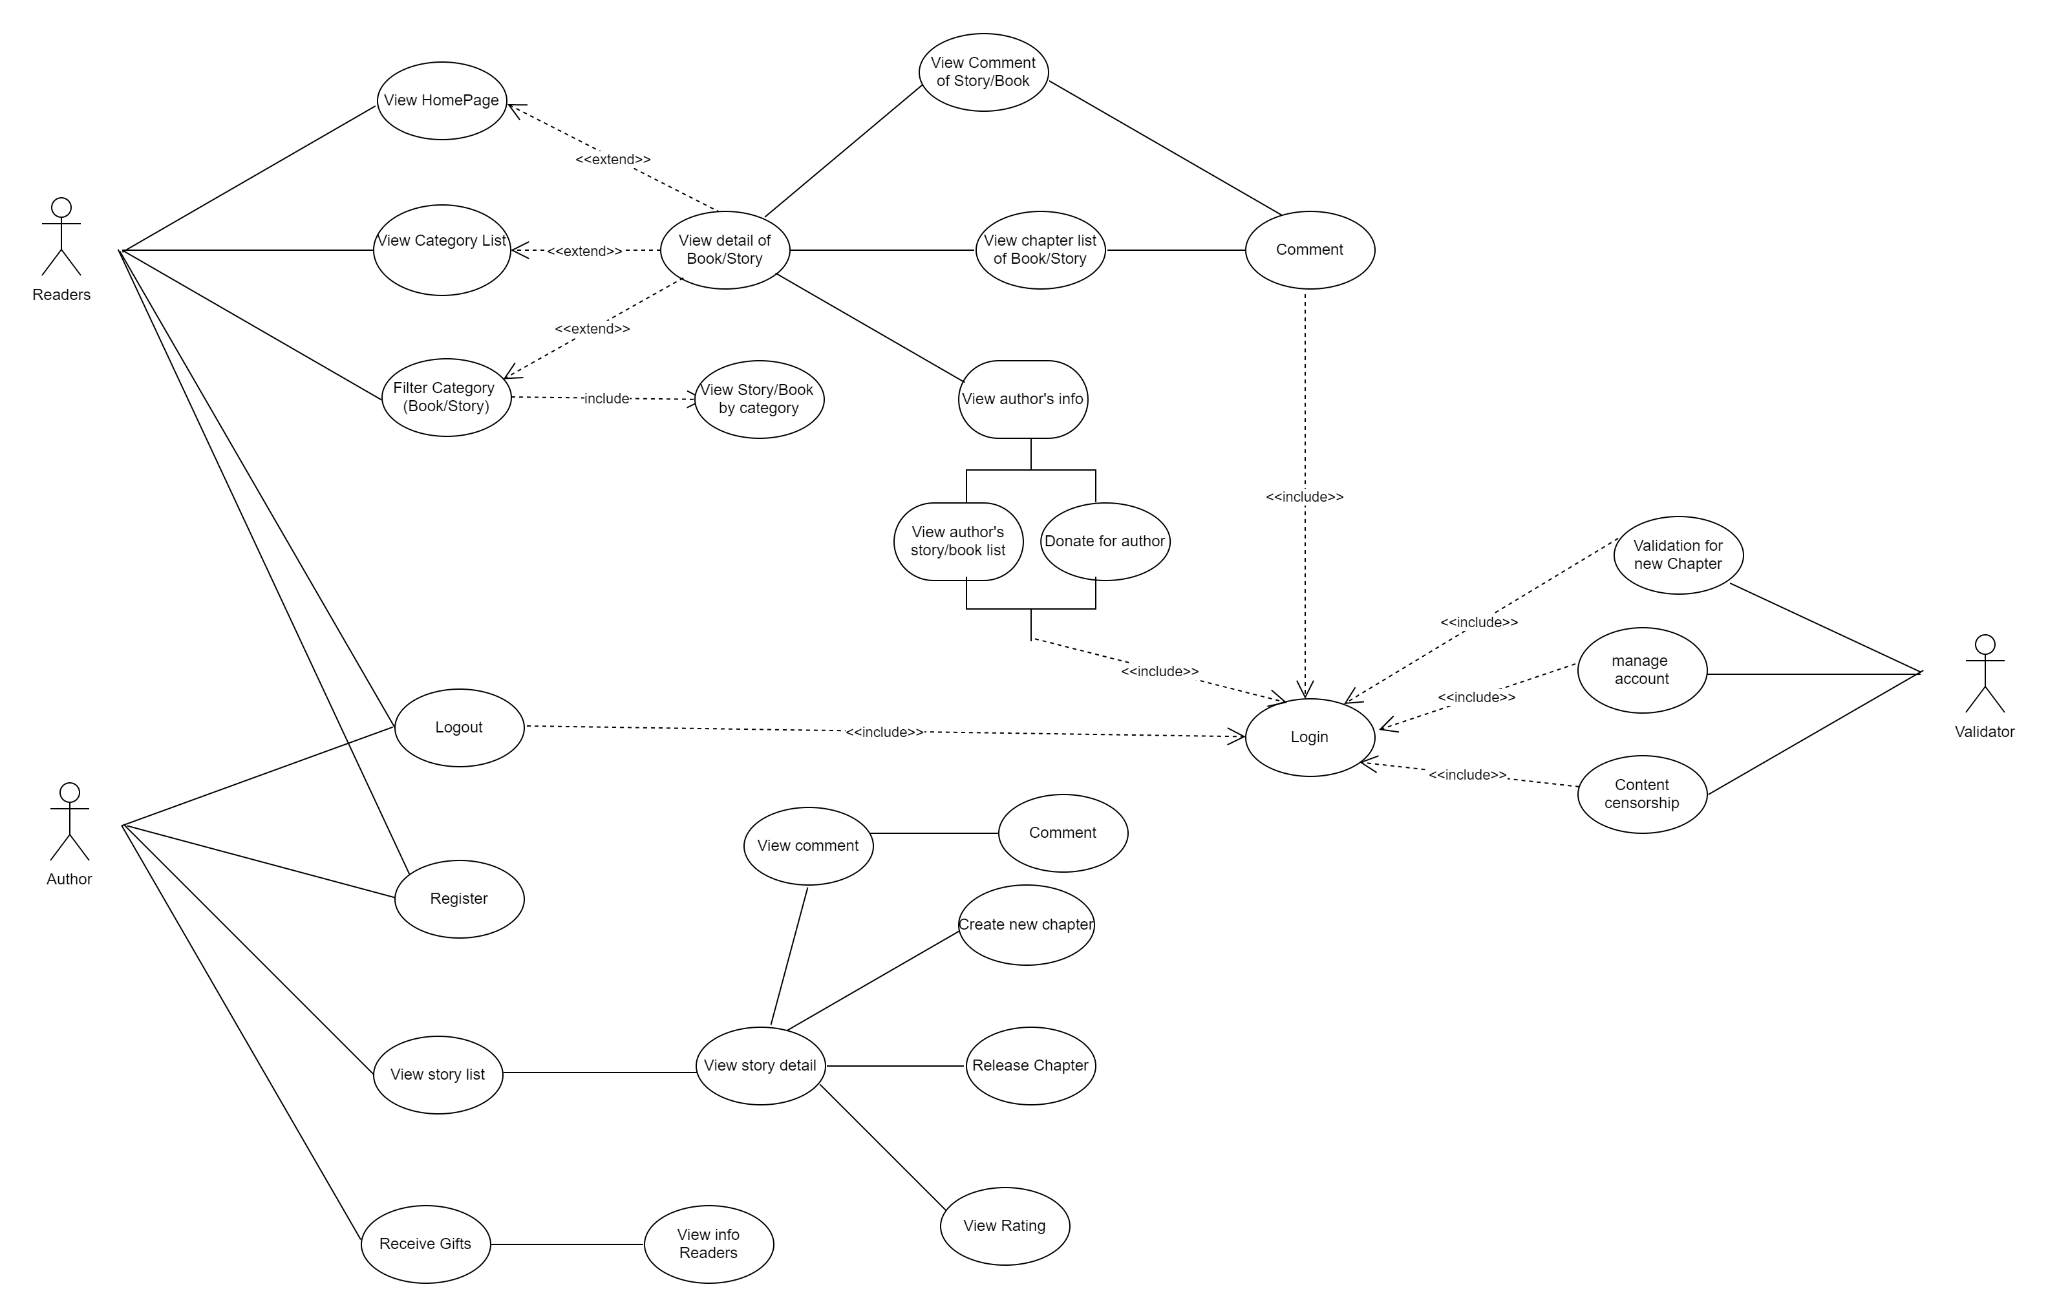 View Comment
of Story/Book
View HomePage
<<extend>>
Readers
View Category List
<<extend>>
View detail of
Book/Story
View chapter list
of Book/Story
Comment
<<extend>>
Filter Category
(Book/Story)
include
View Story/Book
by category
View author's info
<<include>>
View author's
story/book list
Donate for author
Validation for
new Chapter
<<include>>
manage
account
<<include>>
<<include>>
Validator
Logout
<<include>>
Login
<<include>>
Content
censorship
Author
View comment
Comment
Register
Create new chapter
View story list
View story detail
Release Chapter
Receive Gifts
View info
Readers
View Rating